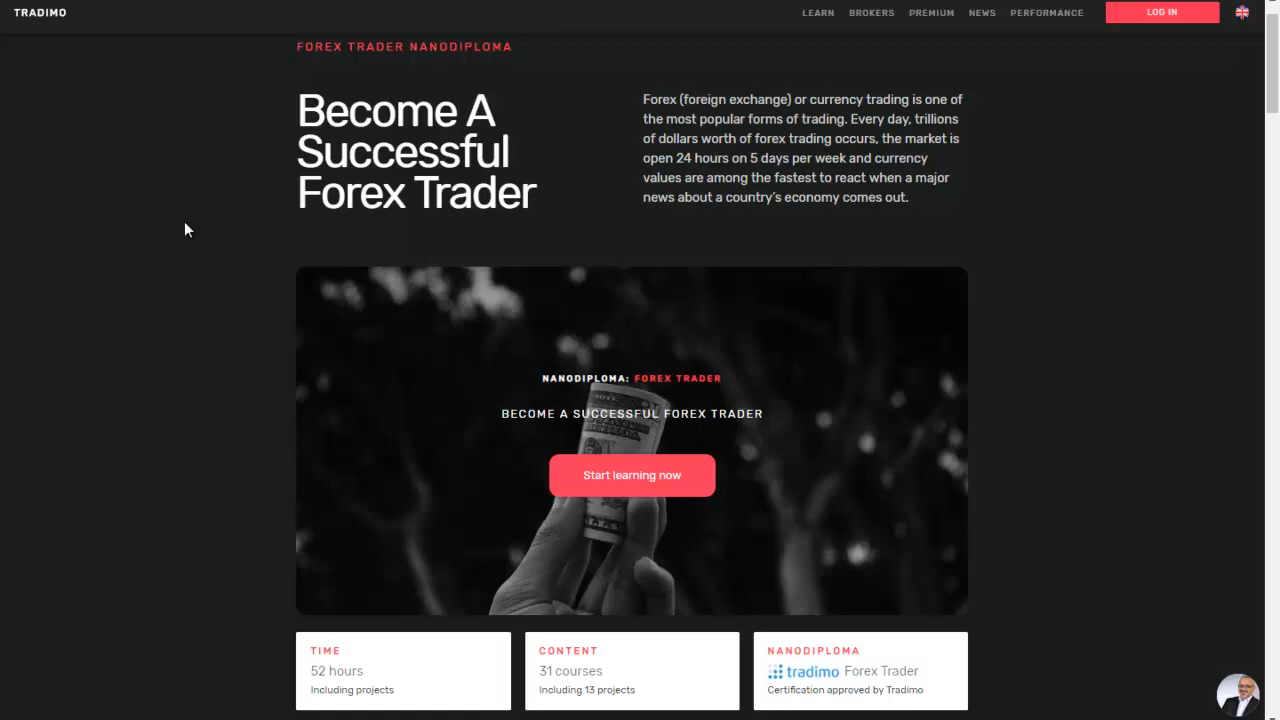 TRADIMO
LEARN BROKERS PREMIUM NEWS PERFORMANCE LOG IN
FOREX TRADER NANODIPLOMA
Become A
Successful
Forex Trader
Forex (foreign exchange) or currency trading is one of
the most popular forms of trading. Every day, trillions
of dollars worth of forex trading occurs, the market is
open 24 hours on 5 days per week and currency
values are among the fastest to react when a major
news about a country's economy comes out.
NANODIPLOMA: FOREX TRADER
BECOME A SUCCESSFUL FOREX TRADER
Start learning now
TIME
52 hours
Including projects
CONTENT
31 courses
Including 13 projects
NANODIPLOMA
tradimo Forex Trader
Certification approved by Tradimo